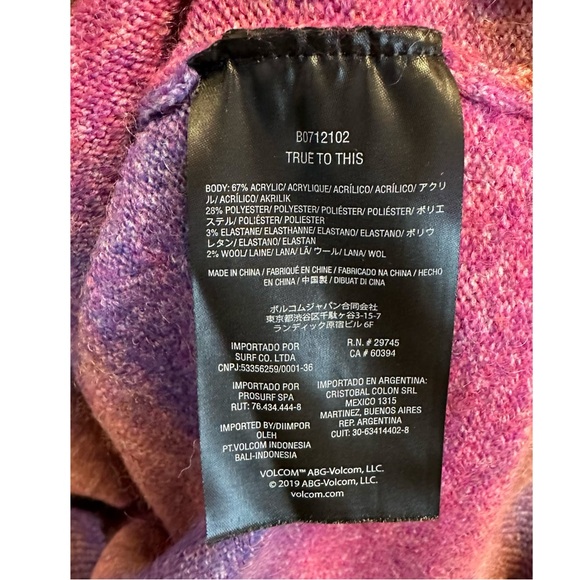 B0712102
TRUE TO THIS
BODY: 67% ACRYLIC/ ACRYLIQUE/ ACRÍLICO/ ACRÍLICO/ アクリ
ル/ ACRÍLICO/ AKRILIK
28% POLYESTER/ POLYESTER/ POLIÉSTER/ POLIÉSTER/ ポリエ
ステル/ POLIÉSTER/ POLIESTER
3% ELASTANE/ ELASTHANNE/ ELASTANO/ ELASTANO/ ポリウ
レタン/ ELASTANO/ ELASTAN
2% WOOL/ LAINE/ LANA/ LÃ/ ウール/ LANA/ WOL
MADE IN CHINA / FABRIQUÉ EN CHINE / FABRICADO NA CHINA / HECHO
EN CHINA / 中国製 / DIBUAT DI CINA
ボルコムジャパン合同会社
東京都渋谷区千駄ヶ谷3-15-7
ランディック原宿ビル 6F
IMPORTADO POR
SURF CO. LTDA
CNPJ:53356259/0001-36
R.N. # 29745
CA # 60394
IMPORTADO POR
PROSURF SPA
RUT: 76.434.444-8
IMPORTADO EN ARGENTINA:
CRISTOBAL COLON SRL
MEXICO 1315
MARTINEZ, BUENOS AIRES
REP. ARGENTINA
CUIT: 30-63414402-8
IMPORTED BY/DIIMPOR
OLEH
PT.VOLCOM INDONESIA
BALI-INDONESIA
VOLCOM™ ABG-Volcom, LLC.
© 2019 ABG-Volcom, LLC.
volcom.com